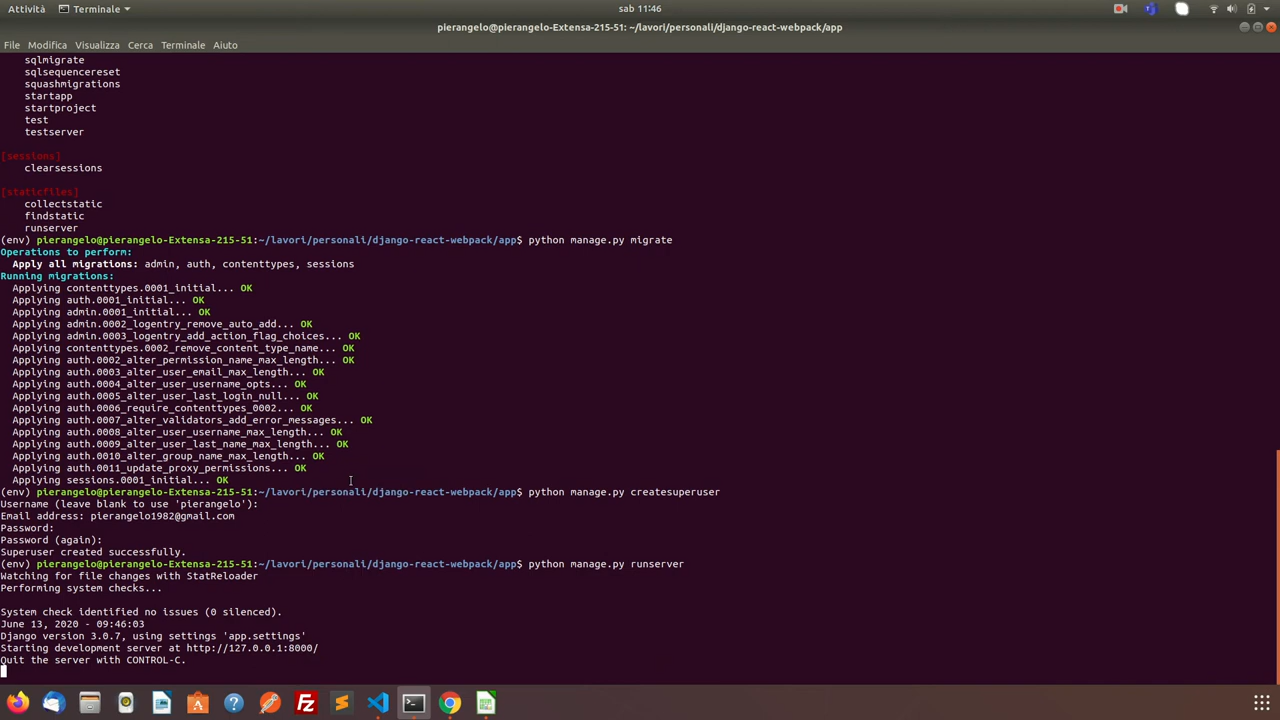 Attività
Terminale
sab 11:46
pierangelo@pierangelo-Extensa-215-51: ~/lavori/personali/django-react-webpack/app
File Modifica Visualizza Cerca Terminale Aiuto
sqlmigrate
sqlsequencereset
squashmigrations
startapp
startproject
test
testserver
[sessions]
clearsessions
[staticfiles]
collectstatic
findstatic
runserver
(env) pierangelo@pierangelo-Extensa-215-51:~/lavori/personali/django-react-webpack/app$ python manage.py migrate
Operations to perform:
Apply all migrations: admin, auth, contenttypes, sessions
Running migrations:
Applying contenttypes.0001_initial... OK
Applying auth.0001_initial... OK
Applying admin.0001_initial... OK
Applying admin.0002_logentry_remove_auto_add... OK
Applying admin.0003_logentry_add_action_flag_choices... OK
Applying contenttypes.0002_remove_content_type_name... OK
Applying auth.0002_alter_permission_name_max_length... OK
Applying auth.0003_alter_user_email_max_length... OK
Applying auth.0004_alter_user_username_opts... OK
Applying auth.0005_alter_user_last_login_null... OK
Applying auth.0006_require_contenttypes_0002... OK
Applying auth.0007_alter_validators_add_error_messages... OK
Applying auth.0008_alter_user_username_max_length... OK
Applying auth.0009_alter_user_last_name_max_length... OK
Applying auth.0010_alter_group_name_max_length... OK
Applying auth.0011_update_proxy_permissions... OK
Applying sessions.0001_initial... OK
(env) pierangelo@pierangelo-Extensa-215-51:~/lavori/personali/django-react-webpack/app$ python manage.py createsuperuser
Username (leave blank to use 'pierangelo'):
Email address: pierangelo1982@gmail.com
Password:
Password (again):
Superuser created successfully.
(env) pierangelo@pierangelo-Extensa-215-51:~/lavori/personali/django-react-webpack/app$ python manage.py runserver
Watching for file changes with StatReloader
Performing system checks...
System check identified no issues (0 silenced).
June 13, 2020 - 09:46:03
Django version 3.0.7, using settings 'app.settings'
Starting development server at http://127.0.0.1:8000/
Quit the server with CONTROL-C.